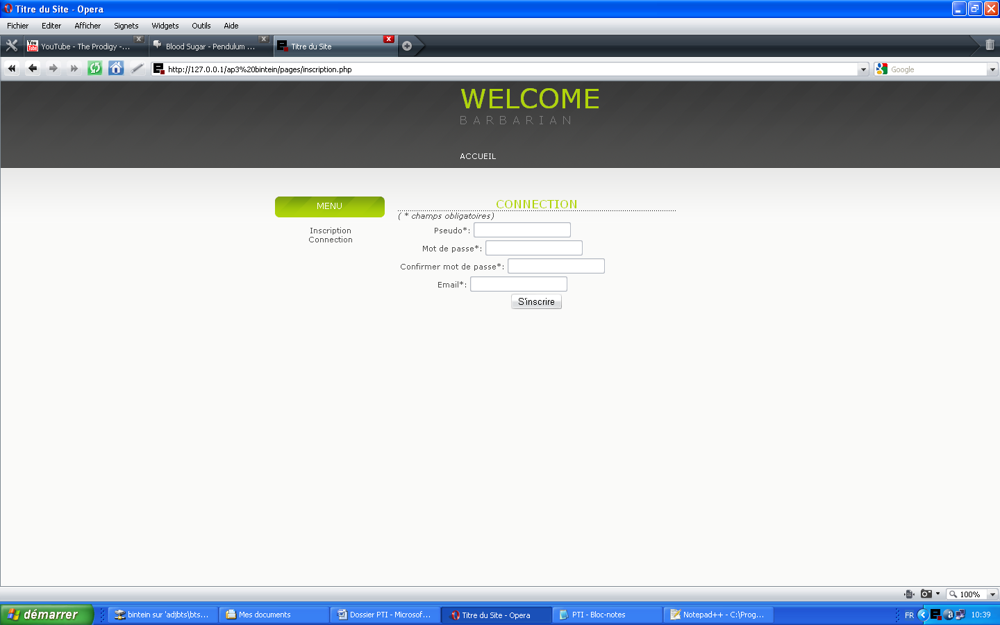 Titre du Site - Opera
Fichier Editer Afficher Signets Widgets Outils Aide
You Tube YouTube - The Prodigy -... Blood Sugar - Pendulum ... Titre du Site
http://127.0.0.1/ap3%20bintein/pages/inscription.php Google
WELCOME
BARBARIAN
ACCUEIL
MENU
Inscription
Connection
CONNECTION
( * champs obligatoires)
Pseudo*:
Mot de passe*:
Confirmer mot de passe*:
Email*:
S'inscrire
100%
démarrer bintein sur 'adjbts\bts... Mes documents Dossier PTI - Microsof... Titre du Site - Opera PTI - Bloc-notes Notepad++ - C:\Prog... FR 10:39